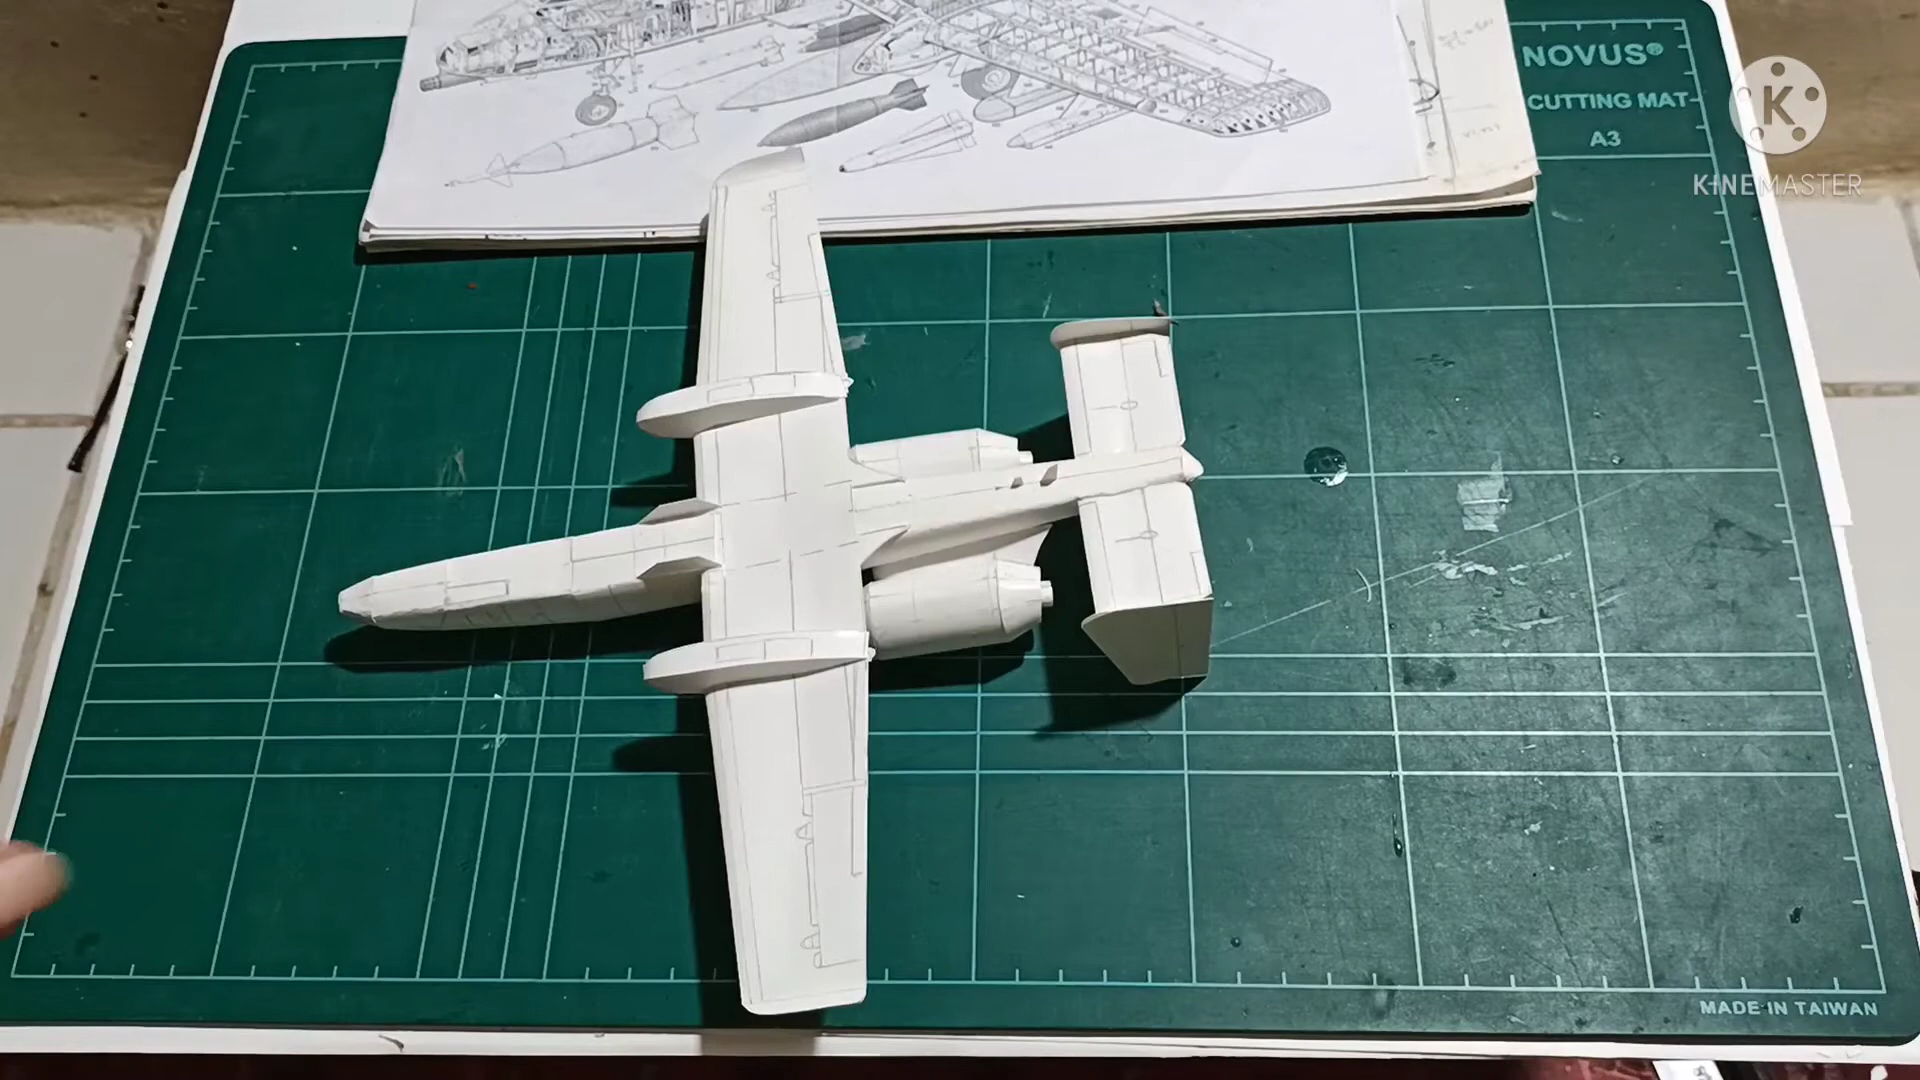 NOVUS®
CUTTING MAT
A3
KINEMASTER
MADE IN TAIWAN